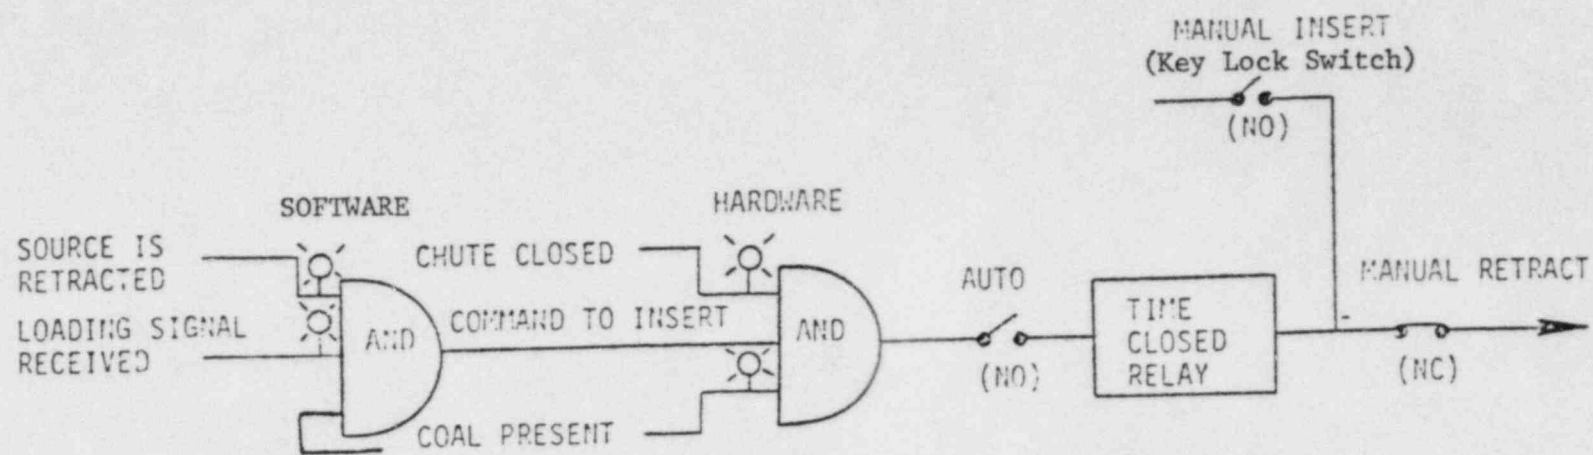 MANUAL INSERT
(Key Lock Switch)
(NO)
SOFTWARE
HARDWARE
SOURCE IS
RETRACTED
CHUTE CLOSED
AUTO
MANUAL RETRACT
LOADING SIGNAL
RECEIVED
AND
COMMAND TO INSERT
AND
(NO)
TIME
CLOSED
RELAY
(NC)
COAL PRESENT